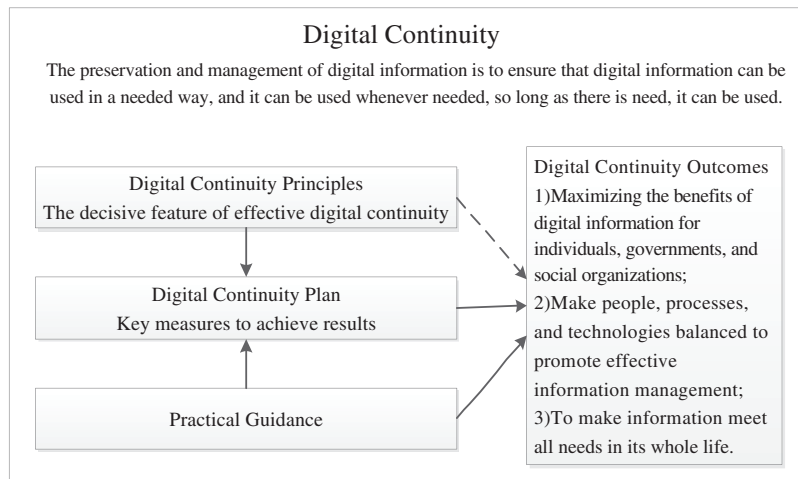 Digital Continuity
The preservation and management of digital information is to ensure that digital information can be
used in a needed way, and it can be used whenever needed, so long as there is need, it can be used.
Digital Continuity Principles
The decisive feature of effective digital continuity
Digital Continuity Plan
Key measures to achieve results
Practical Guidance
Digital Continuity Outcomes
1)Maximizing the benefits of
digital information for
individuals, governments, and
social organizations;
2)Make people, processes,
and technologies balanced to
promote effective
information management;
3)To make information meet
all needs in its whole life.